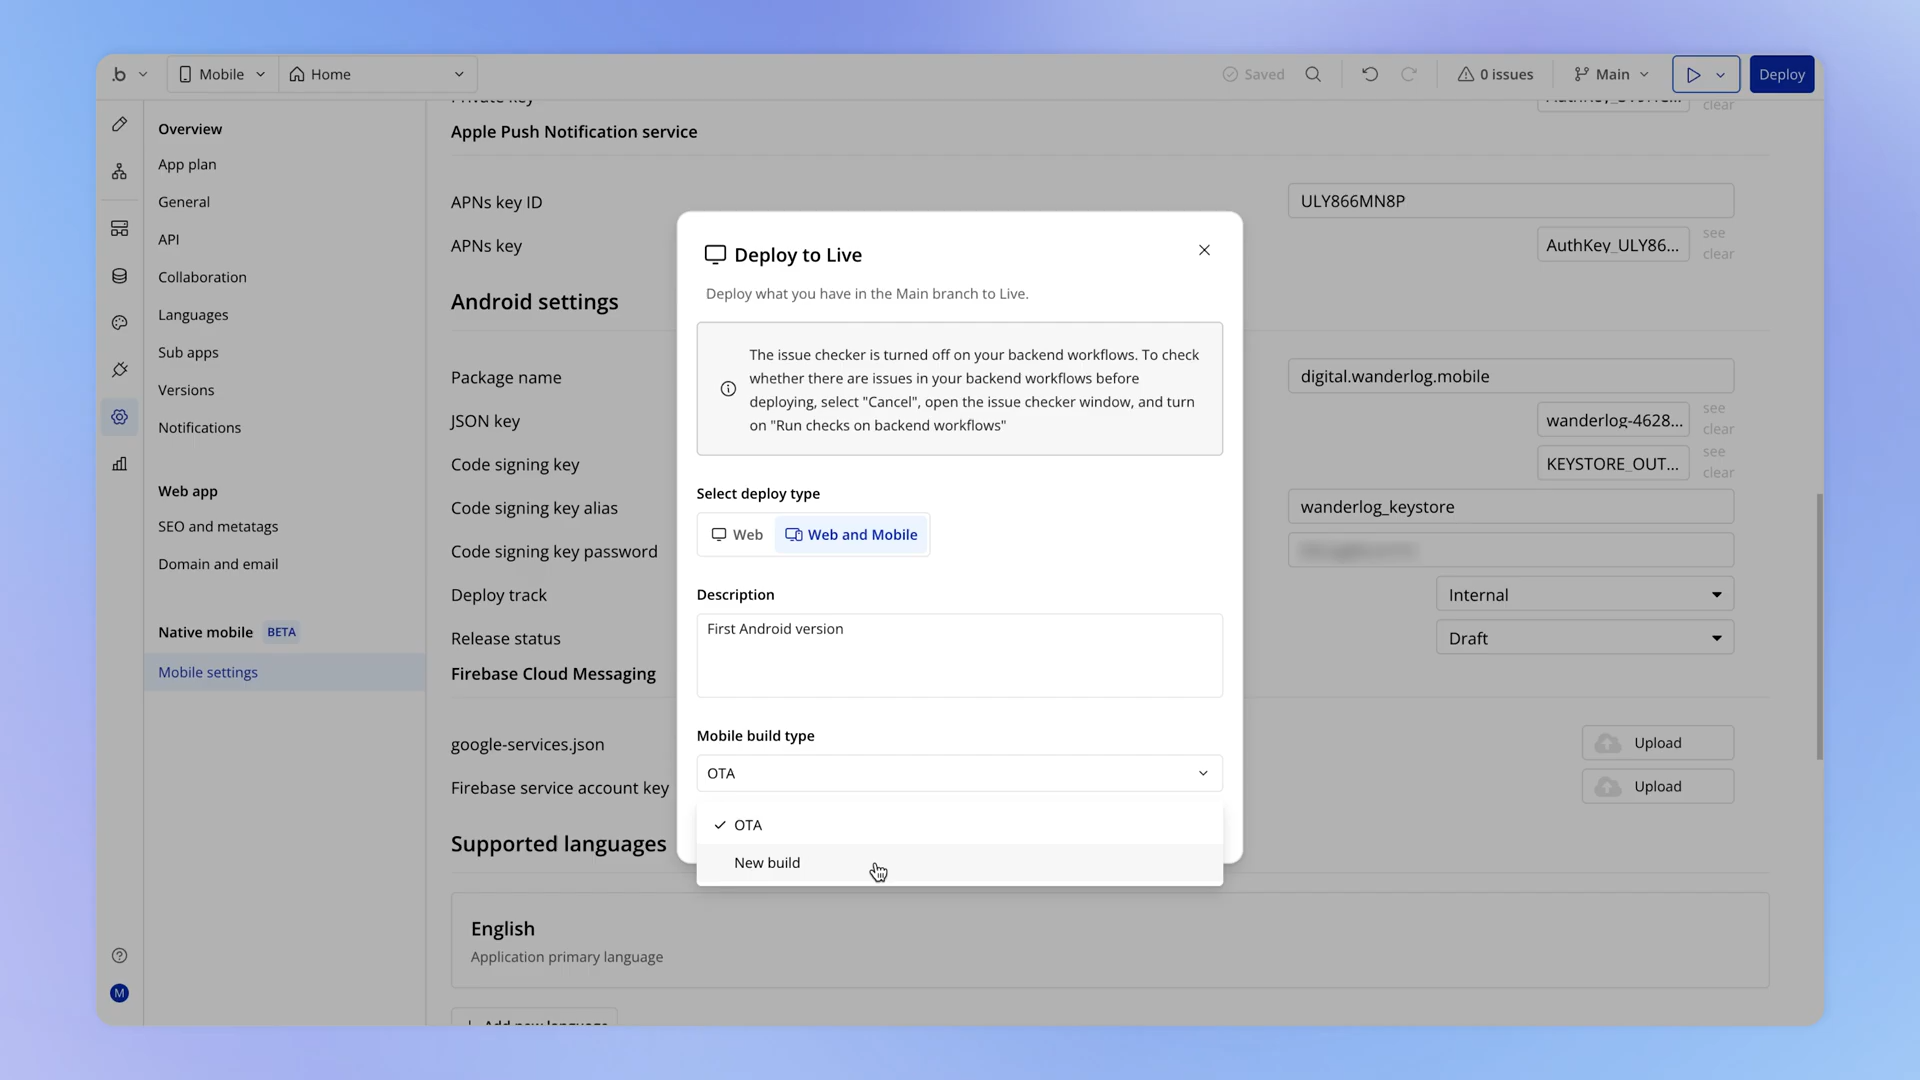 .b
Mobile
Home
Saved
0 issues
Main
Deploy
Overview
App plan
General
API
Collaboration
Languages
Sub apps
Versions
Notifications
Web app
SEO and metatags
Domain and email
Native mobile BETA
Mobile settings
M
Private key
clear
Apple Push Notification service
APNs key ID
ULY866MN8P
APNs key
AuthKey_ULY86...
see
clear
Android settings
Package name
digital.wanderlog.mobile
JSON key
wanderlog-4628...
see
clear
Code signing key
KEYSTORE_OUT...
see
clear
Code signing key alias
wanderlog_keystore
Code signing key password
Deploy track
Internal
Release status
Draft
Firebase Cloud Messaging
google-services.json
Upload
Firebase service account key
Upload
Supported languages
English
Application primary language
Add new language
Deploy to Live
Deploy what you have in the Main branch to Live.
The issue checker is turned off on your backend workflows. To check
whether there are issues in your backend workflows before
deploying, select "Cancel", open the issue checker window, and turn
on "Run checks on backend workflows"
Select deploy type
Web
Web and Mobile
Description
First Android version
Mobile build type
OTA
OTA
New build